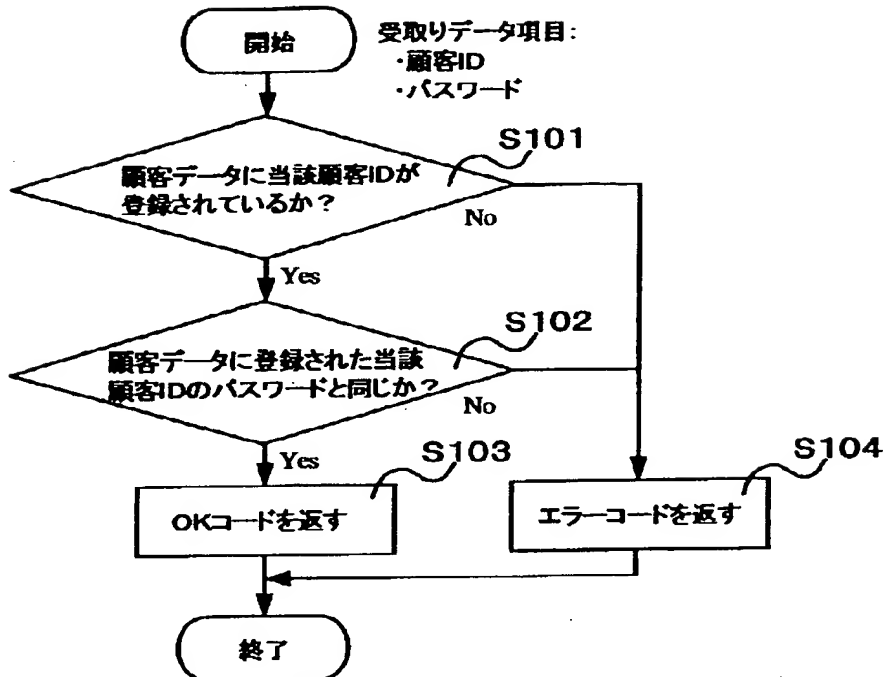 開始
受取りデータ項目:
・顧客ID
・パスワード
S101
顧客データに当該顧客IDが
登録されているか?
No
Yes
S102
顧客データに登録された当該
顧客IDのパスワードと同じか?
No
Yes
S103
OKコードを返す
S104
エラーコードを返す
終了